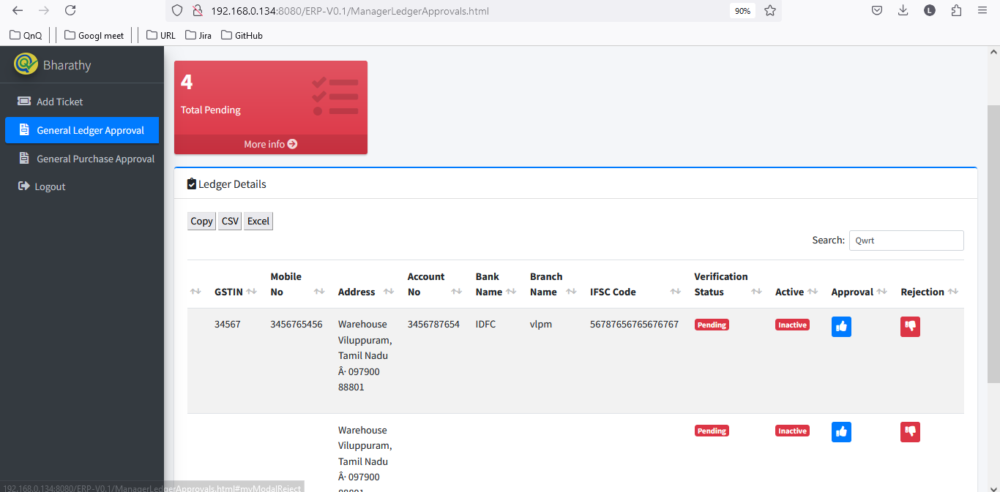 192.168.0.134:8080/ERP-V0.1/ManagerLedgerApprovals.html
90%
L
QnQ
Googl meet
URL
Jira
GitHub
Bharathy
Add Ticket
General Ledger Approval
General Purchase Approval
Logout
4
Total Pending
More info
Ledger Details
Copy CSV Excel
Search: Qwrt
GSTIN Mobile No Address Account No Bank Name Branch Name IFSC Code Verification Status Active Approval Rejection
34567 3456765456 Warehouse 3456787654 IDFC vlpm 56787656765676767 Pending Inactive
Viluppuram,
Tamil Nadu
Â· 097900
88801
Warehouse Pending Inactive
Viluppuram,
Tamil Nadu
Â· 097900
88801
192.168.0.134:8080/ERP-V0.1/ManagerLedgerApprovals.html#myModalReject